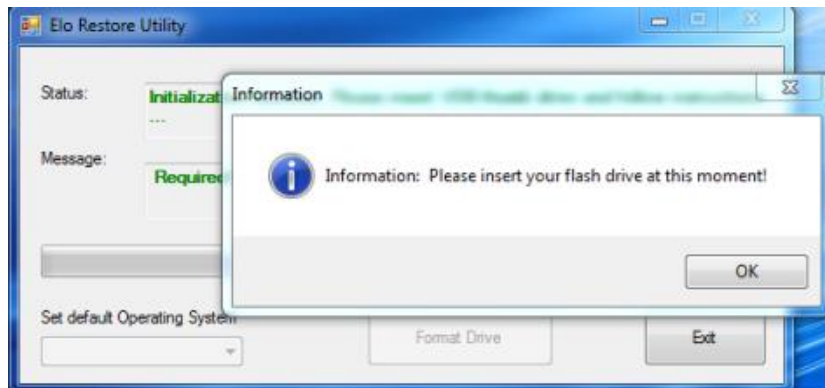 Elo Restore Utility
Status:
Initializat
---
Information
Message:
Required
Information: Please insert your flash drive at this moment!
OK
Set default Operating System
Format Drive
Exit